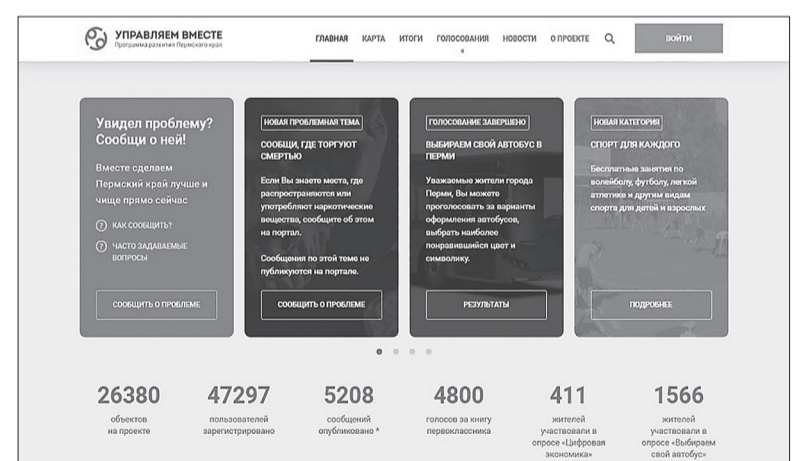 УПРАВЛЯЕМ ВМЕСТЕ
Программа развития Пермского края
ГЛАВНАЯ КАРТА ИТОГИ ГОЛОСОВАНИЯ НОВОСТИ О ПРОЕКТЕ ВОЙТИ
Увидел проблему?
Сообщи о ней!
Вместе сделаем
Пермский край лучше и
чище прямо сейчас
? КАК СООБЩИТЬ?
? ЧАСТО ЗАДАВАЕМЫЕ
ВОПРОСЫ
СООБЩИТЬ О ПРОБЛЕМЕ
НОВАЯ ПРОБЛЕМНАЯ ТЕМА
СООБЩИ, ГДЕ ТОРГУЮТ
СМЕРТЬЮ
Если Вы знаете места, где
распространяются или
употребляют наркотические
вещества, сообщите об этом
на портал.
Сообщения по этой теме не
публикуются на портале.
СООБЩИТЬ О ПРОБЛЕМЕ
ГОЛОСОВАНИЕ ЗАВЕРШЕНО
ВЫБИРАЕМ СВОЙ АВТОБУС В
ПЕРМИ
Уважаемые жители города
Перми, Вы можете
проголосовать за варианты
оформления автобусов,
выбрать наиболее
понравившийся цвет и
символику.
РЕЗУЛЬТАТЫ
НОВАЯ КАТЕГОРИЯ
СПОРТ ДЛЯ КАЖДОГО
Бесплатные занятия по
волейболу, футболу, легкой
атлетике и другим видам
спорта для детей и взрослых
ПОДРОБНЕЕ
26380
объектов
на проекте
47297
пользователей
зарегистрировано
5208
сообщений
опубликовано *
4800
голосов за книгу
первоклассника
411
жителей
участвовали в
опросе «Цифровая
экономика»
1566
жителей
участвовали в
опросе «Выбираем
свой автобус»